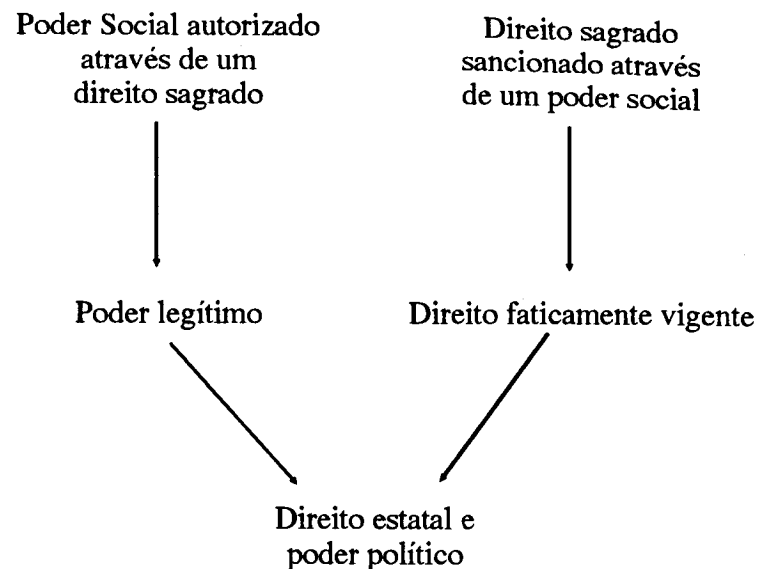 Poder Social autorizado
através de um
direito sagrado
Direito sagrado
sancionado através
de um poder social
Poder legítimo
Direito faticamente vigente
Direito estatal e
poder político